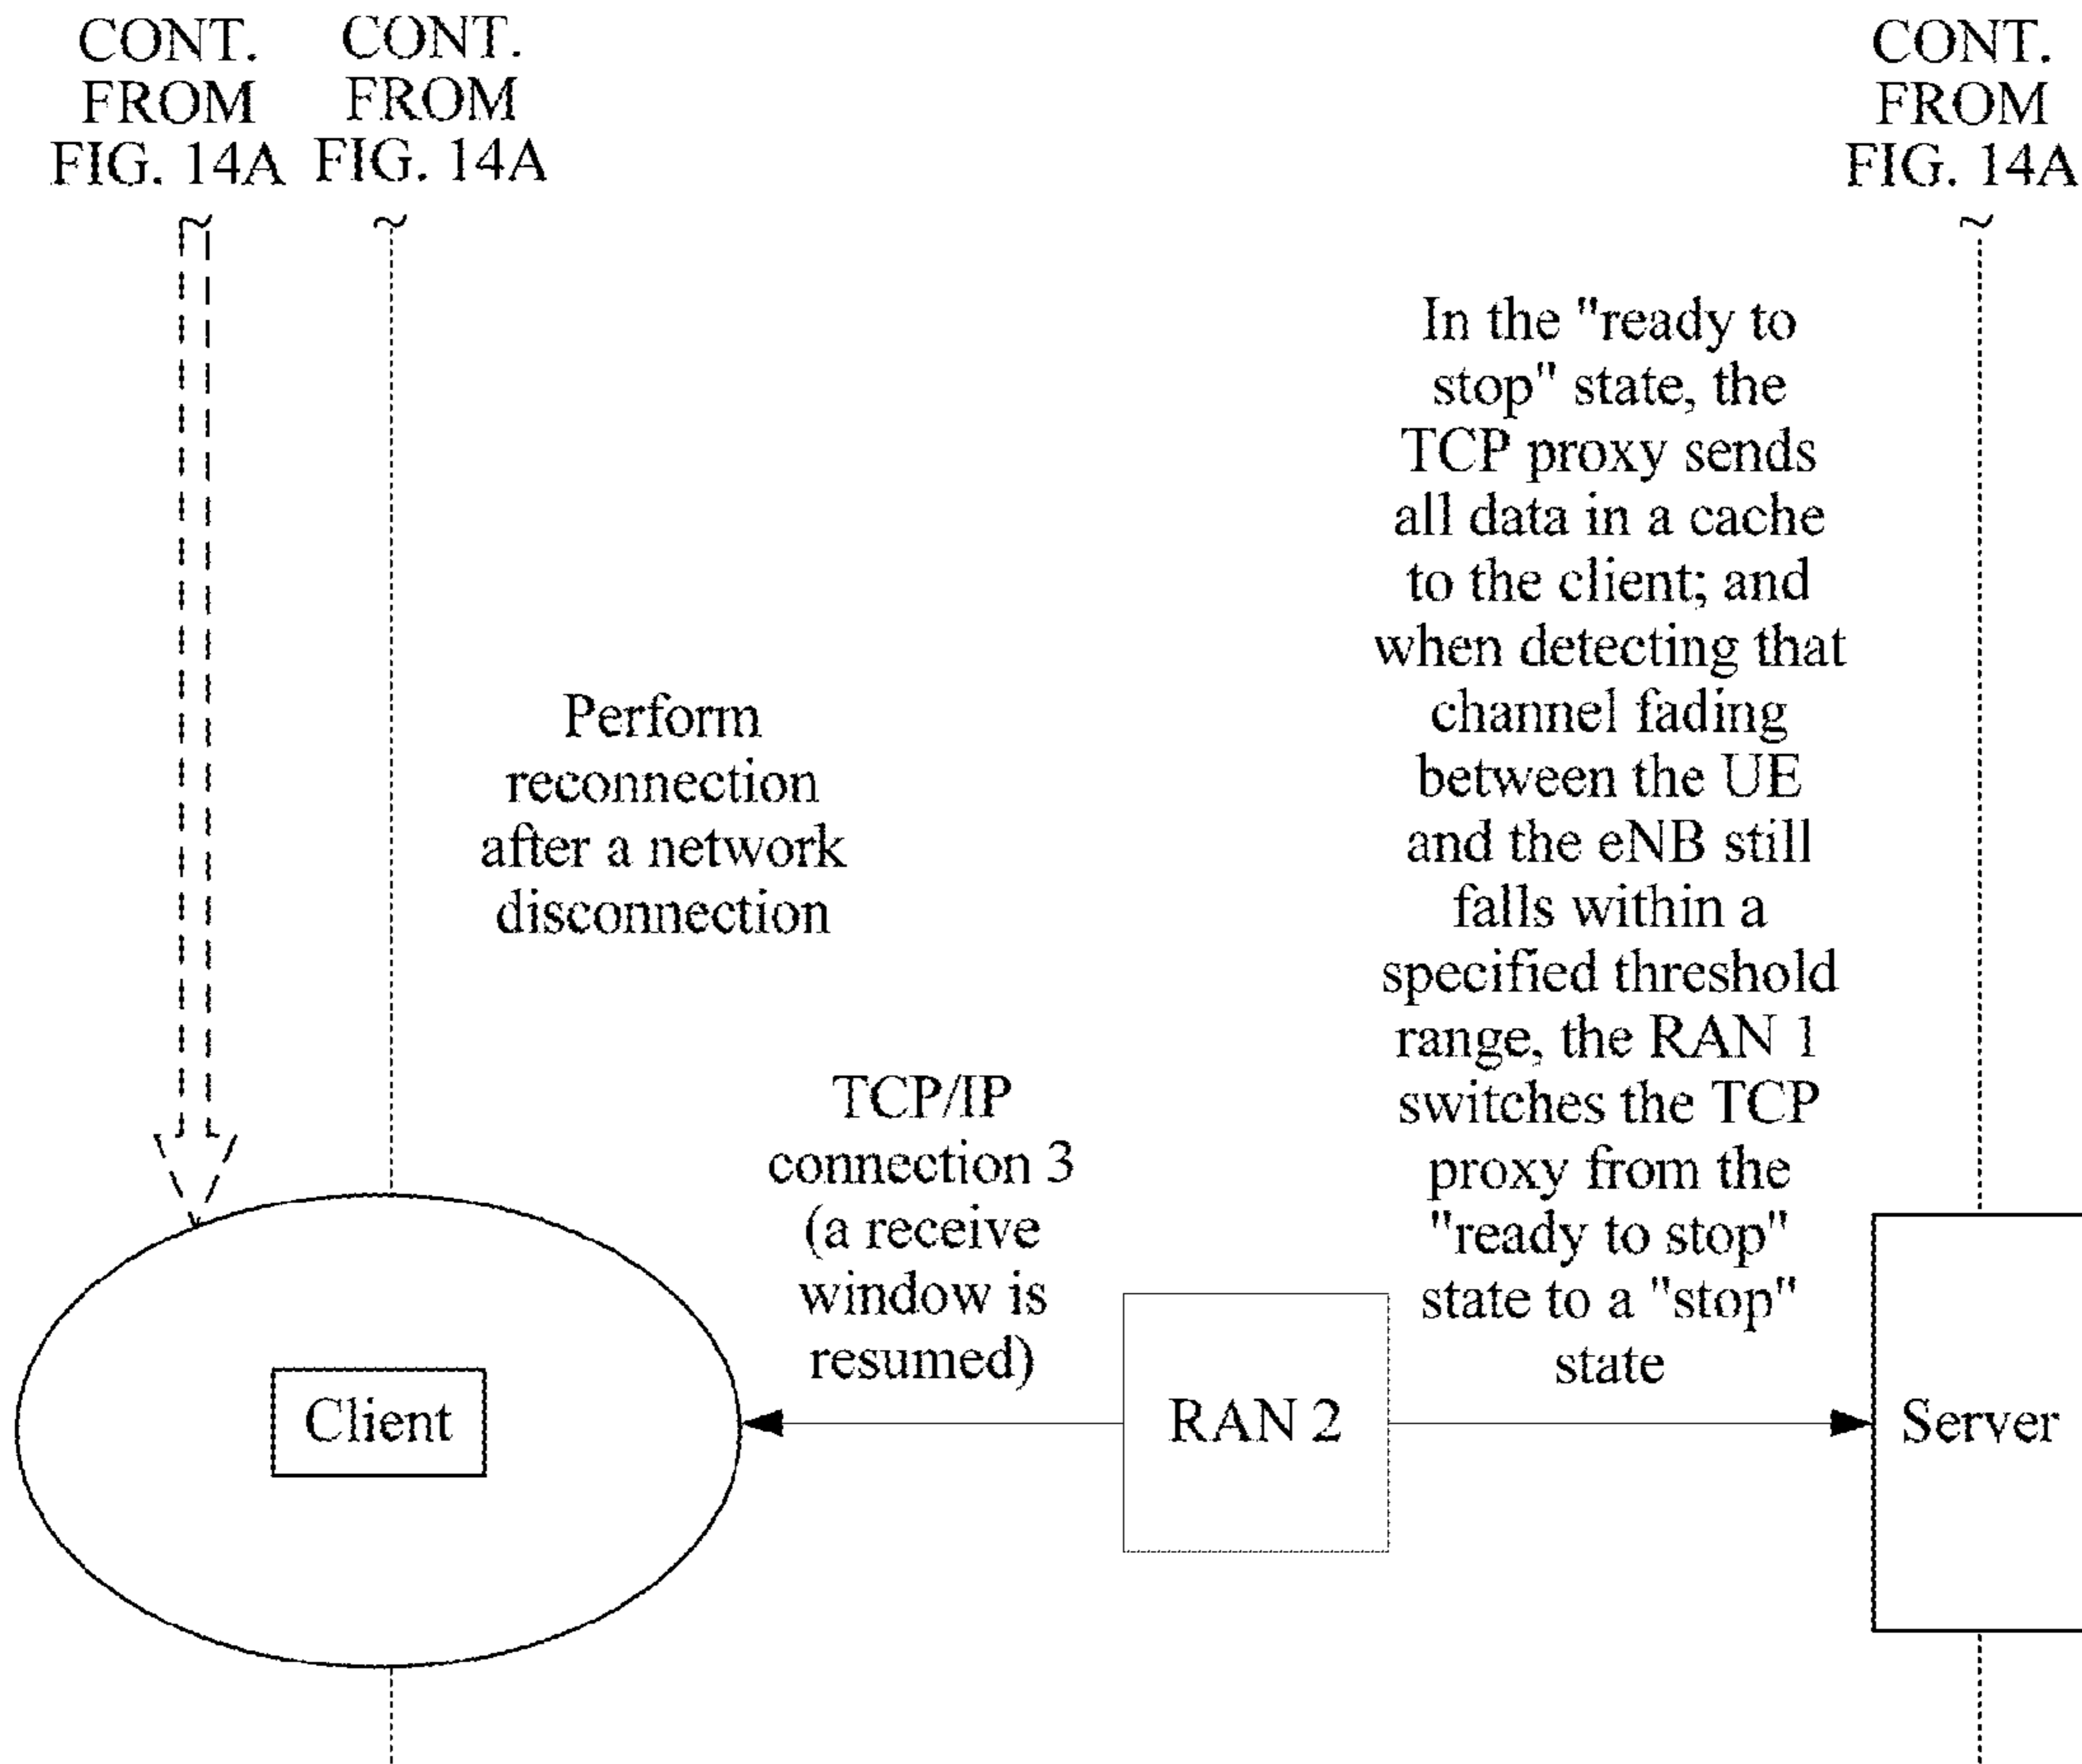 CONT.
FROM
FIG. 14A
CONT.
FROM
FIG. 14A
CONT.
FROM
FIG. 14A
In the "ready to
stop" state, the
TCP proxy sends
all data in a cache
to the client; and
when detecting that
channel fading
between the UE
and the eNB still
falls within a
specified threshold
range, the RAN 1
switches the TCP
proxy from the
"ready to stop"
state to a "stop"
state
Perform
reconnection
after a network
disconnection
TCP/IP
connection 3
(a receive
window is
resumed)
Client
RAN 2
Server